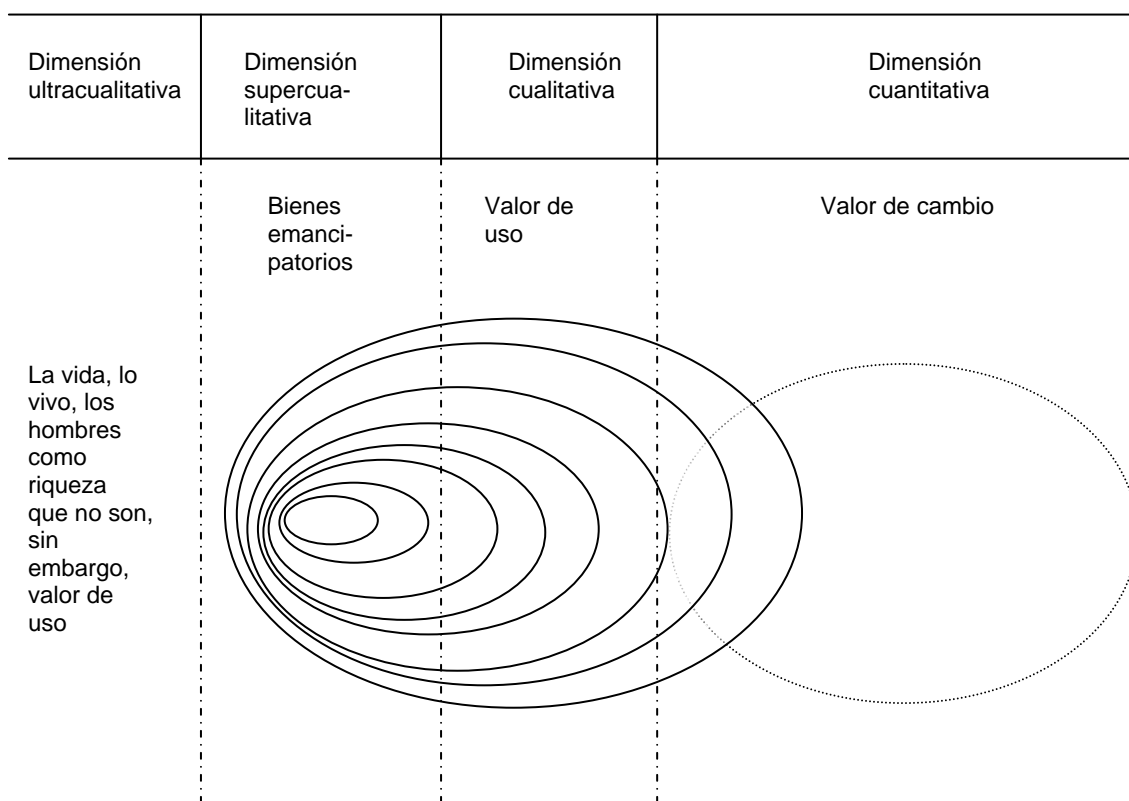 Dimensión
ultracualitativa
Dimensión
supercua-
litativa
Dimensión
cualitativa
Dimensión
cuantitativa
Bienes
emanci-
patorios
Valor de
uso
Valor de cambio
La vida, lo
vivo, los
hombres
como
riqueza
que no son,
sin
embargo,
valor de
uso